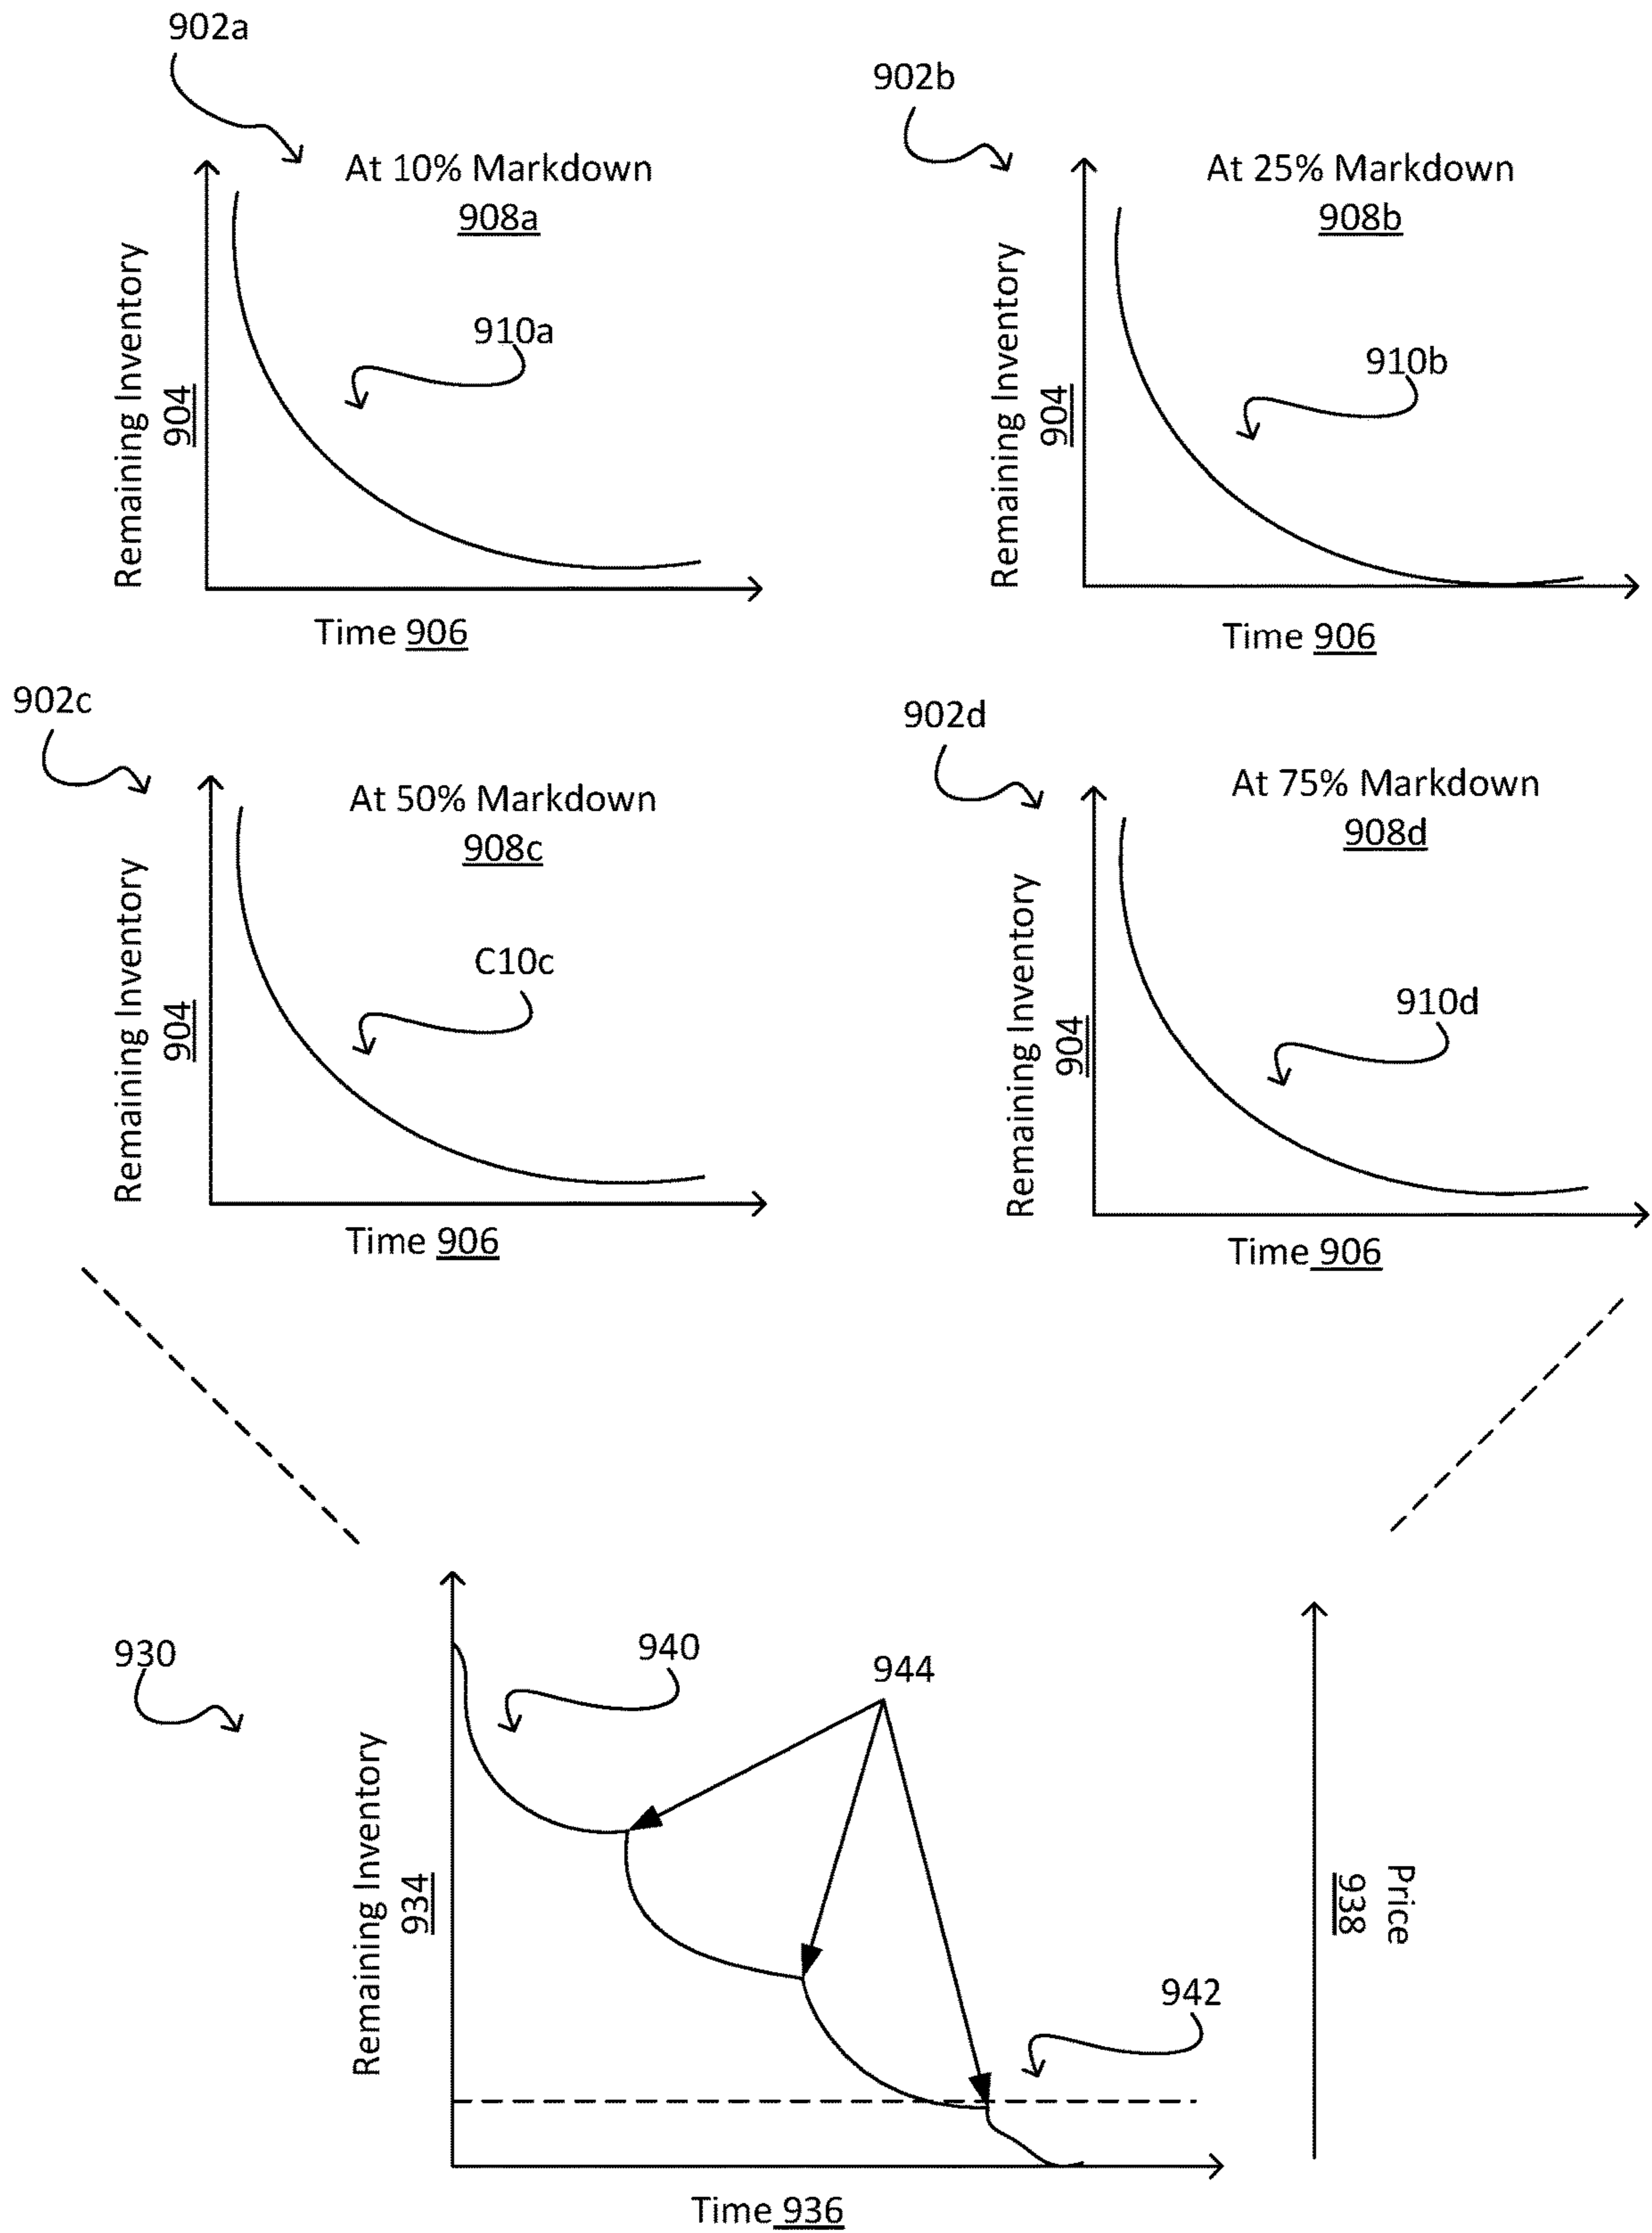 902a
At 10% Markdown
908a
910a
Remaining Inventory
904
Time 906
902b
At 25% Markdown
908b
910b
Remaining Inventory
904
Time 906
902c
At 50% Markdown
908c
C10c
Remaining Inventory
904
Time 906
902d
At 75% Markdown
908d
910d
Remaining Inventory
904
Time 906
930
940
944
942
Remaining Inventory
934
Price
938
Time 936